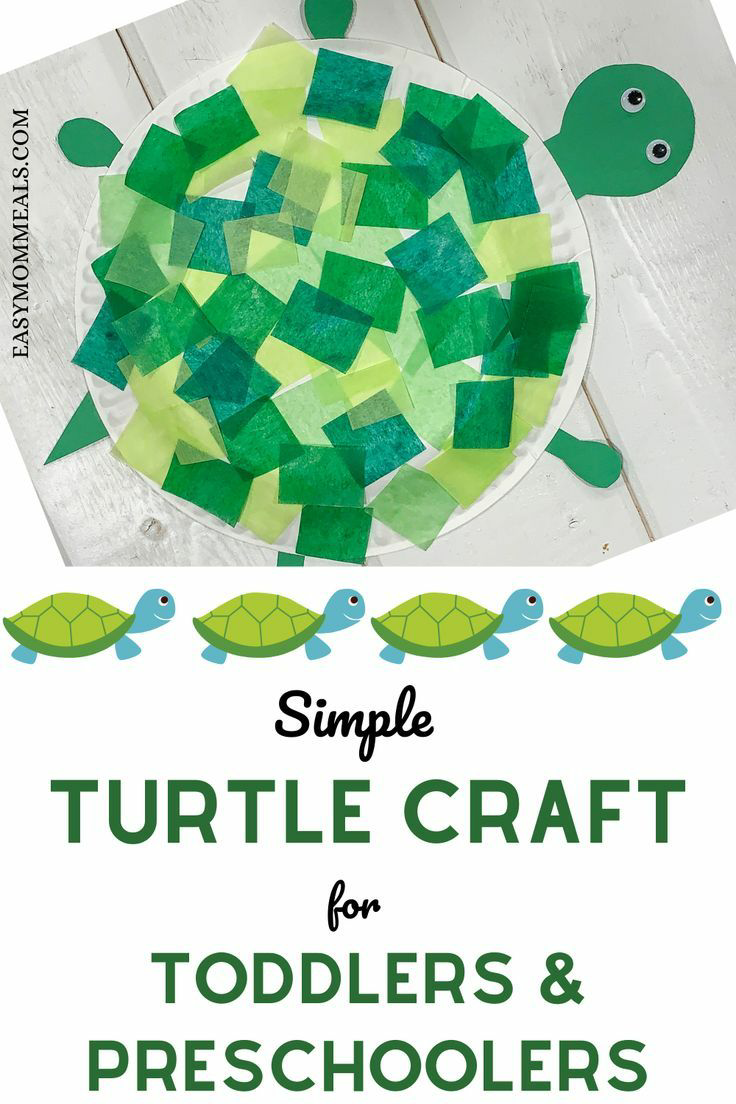 EASYMOMMEALS.COM
Simple
TURTLE CRAFT
for
TODDLERS &
PRESCHOOLERS